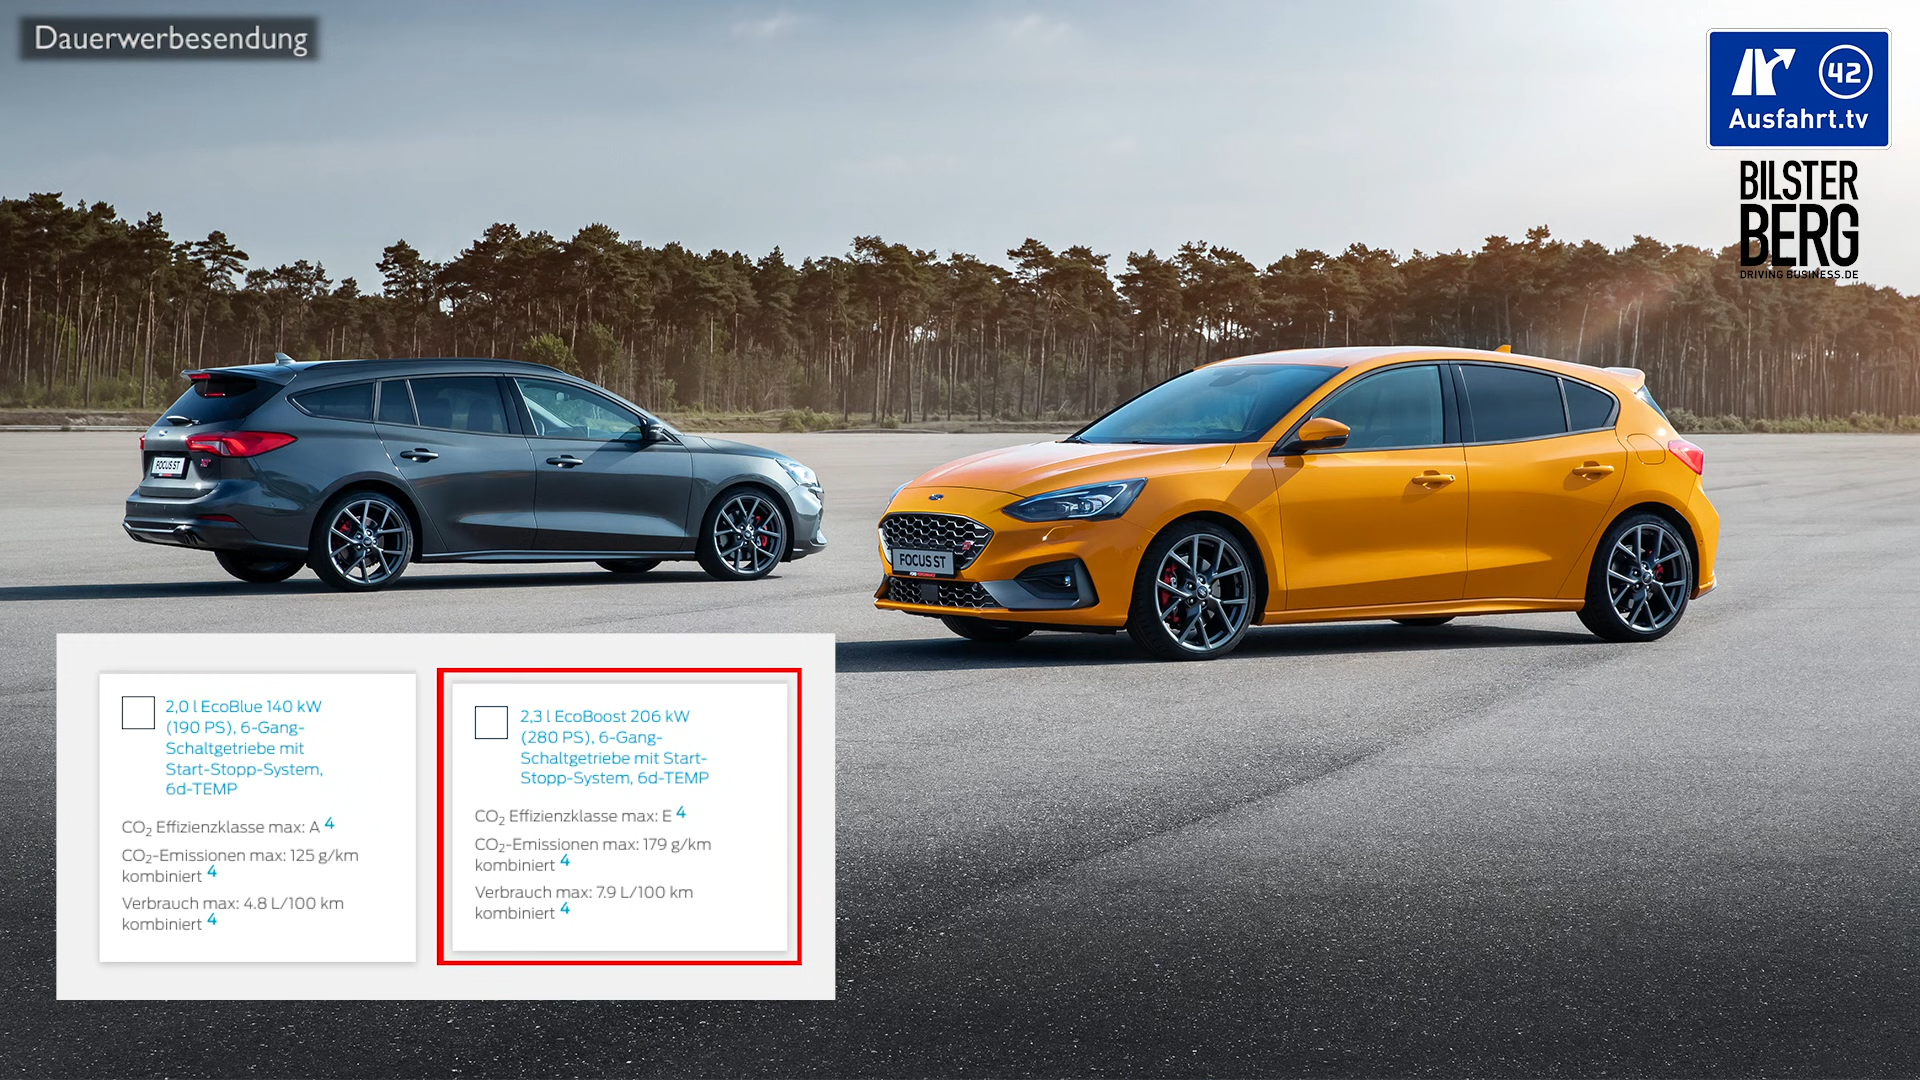 Dauerwerbesendung
42
Ausfahrt.tv
BILSTER
BERG
DRIVING BUSINESS.DE
FOCUS ST
FOCUS ST
2,0 l EcoBlue 140 kW
(190 PS), 6-Gang-
Schaltgetriebe mit
Start-Stopp-System,
6d-TEMP
CO₂ Effizienzklasse max: A 4
CO₂-Emissionen max: 125 g/km
kombiniert 4
Verbrauch max: 4.8 L/100 km
kombiniert 4
2,3 l EcoBoost 206 kW
(280 PS), 6-Gang-
Schaltgetriebe mit Start-
Stopp-System, 6d-TEMP
CO₂ Effizienzklasse max: E 4
CO₂-Emissionen max: 179 g/km
kombiniert 4
Verbrauch max: 7.9 L/100 km
kombiniert 4